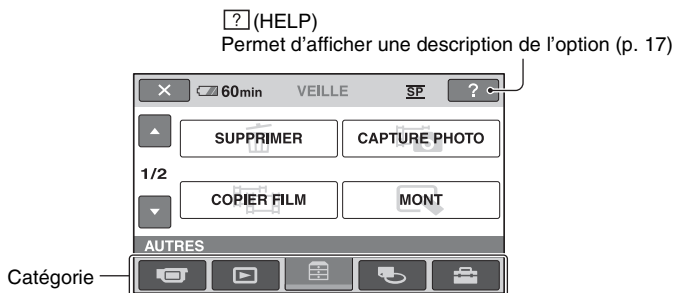 ? (HELP)
Permet d'afficher une description de l'option (p. 17)
60min VEILLE SP ?
SUPPRIMER CAPTURE PHOTO
1/2
COPIER FILM MONT
AUTRES
Catégorie